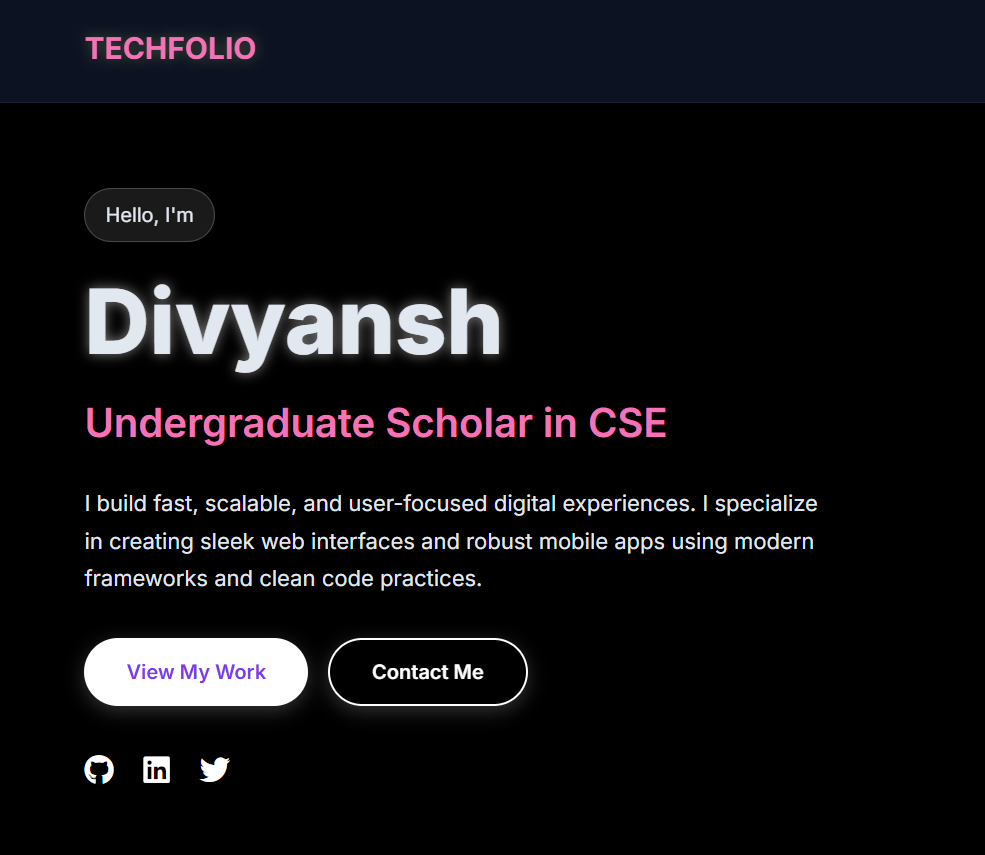 TECHFOLIO
Hello, I'm
Divyansh
Undergraduate Scholar in CSE
I build fast, scalable, and user-focused digital experiences. I specialize
in creating sleek web interfaces and robust mobile apps using modern
frameworks and clean code practices.
View My Work
Contact Me
in